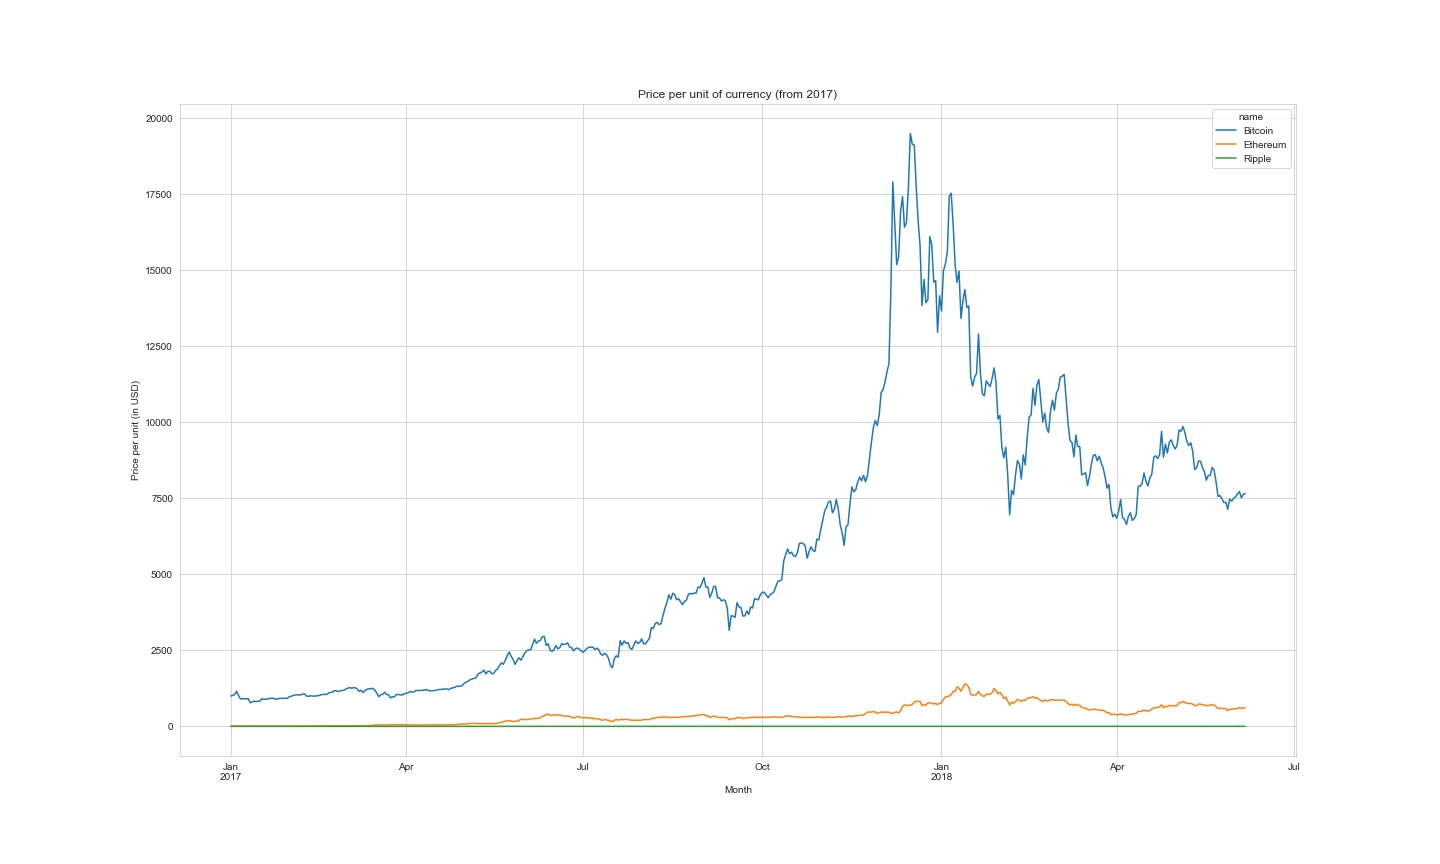 Price per unit of currency (from 2017)
name
Bitcoin
Ethereum
Ripple
20000
17500
15000
12500
10000
7500
5000
2500
0
Price per unit (in USD)
Jan Apr Jul Oct Jan Apr Jul
2017 2018
Month